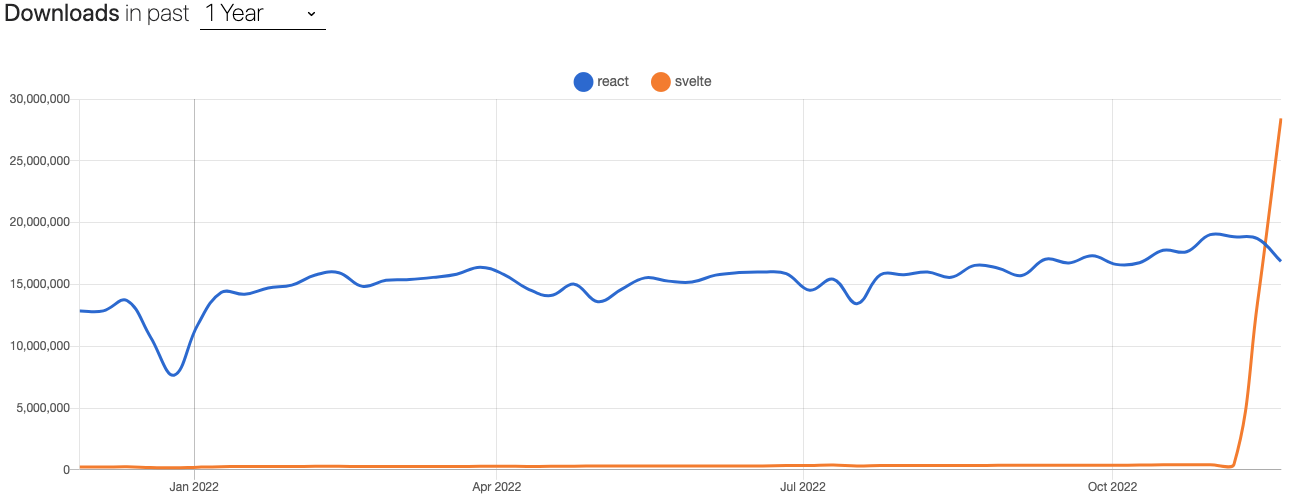 Downloads in past 1 Year
react svelte
30,000,000
25,000,000
20,000,000
15,000,000
10,000,000
5,000,000
0
Jan 2022 Apr 2022 Jul 2022 Oct 2022